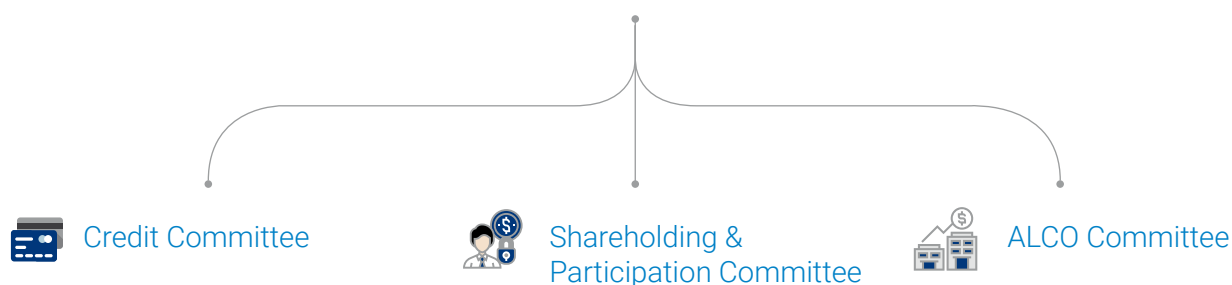 Credit Committee
Shareholding &
Participation Committee
ALCO Committee